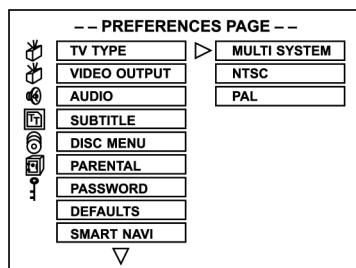 -- PREFERENCES PAGE --
TV TYPE
MULTI SYSTEM
VIDEO OUTPUT
NTSC
AUDIO
PAL
SUBTITLE
DISC MENU
PARENTAL
PASSWORD
DEFAULTS
SMART NAVI